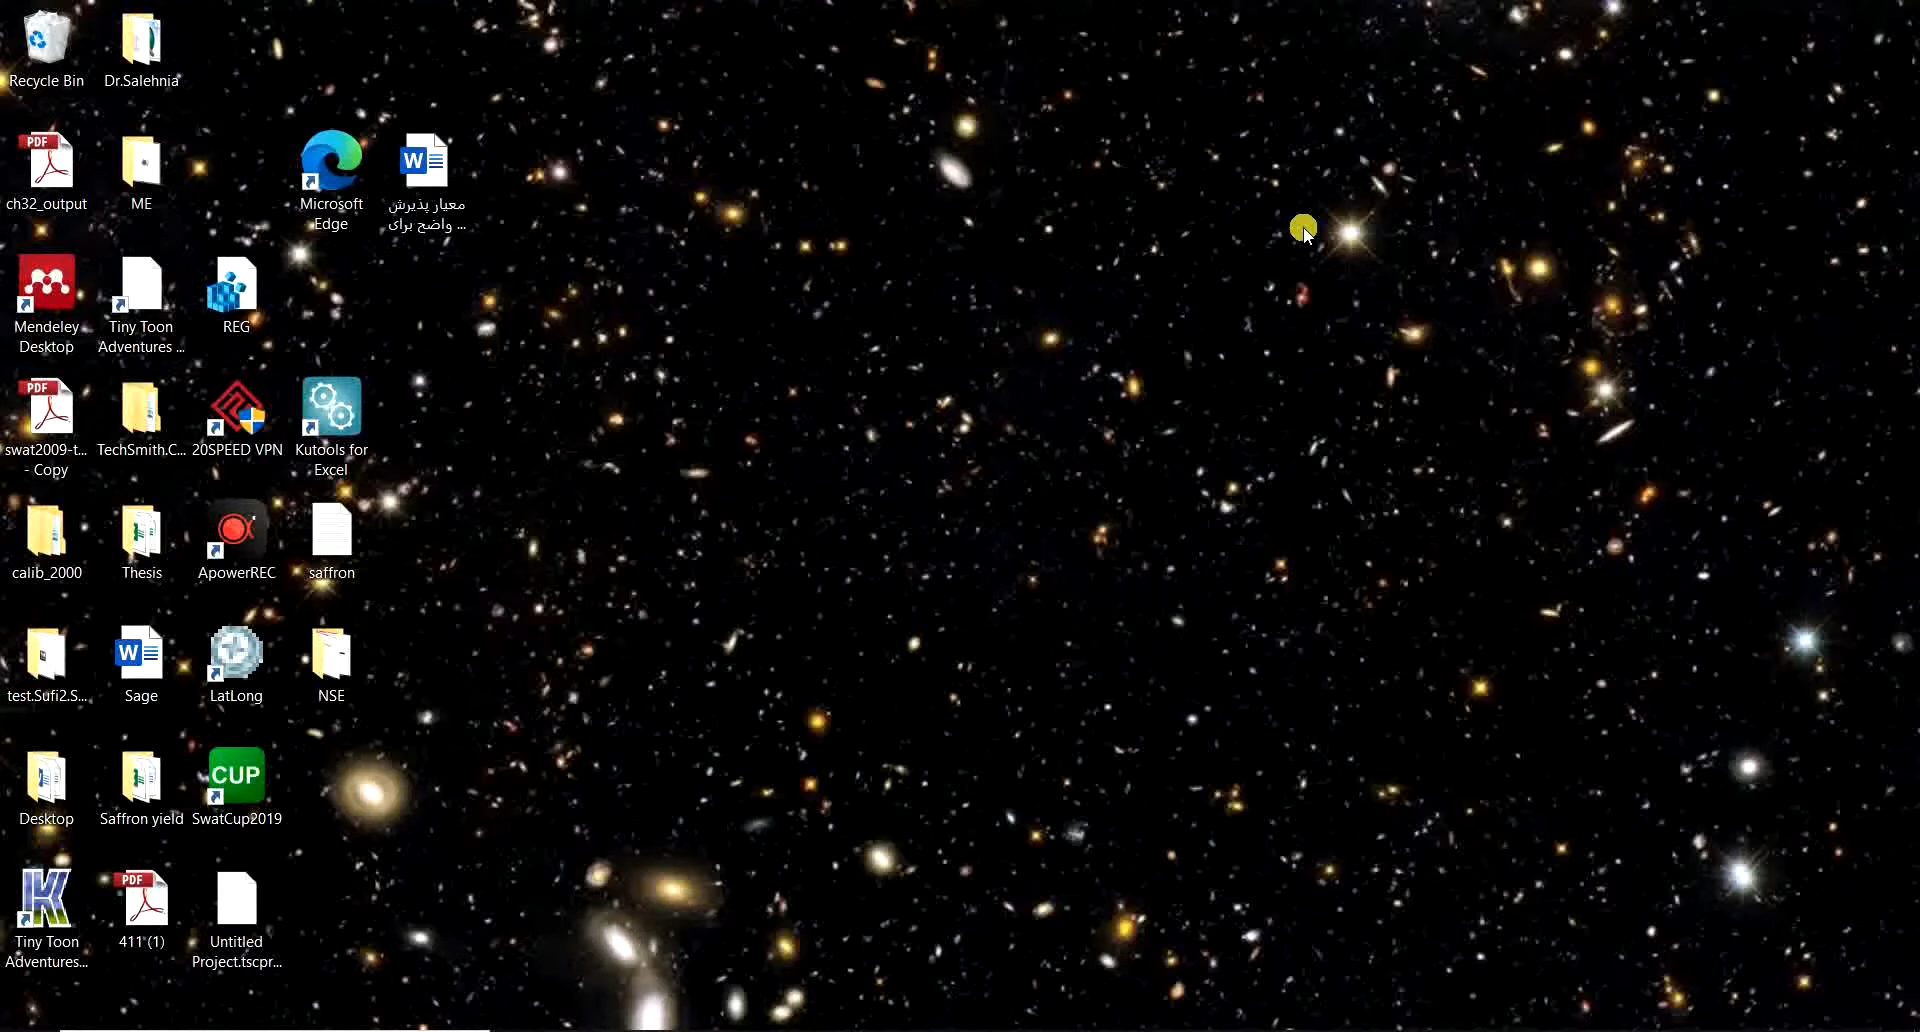 Recycle Bin
Dr.Salehnia
PDF
ch32_output
ME
Microsoft
Edge
W
معیار پذیرش
واضح برای ...
Mendeley
Desktop
Tiny Toon
Adventures ...
REG
PDF
swat2009-t...
- Copy
TechSmith.C...
20SPEED VPN
Kutools for
Excel
calib_2000
Thesis
ApowerREC
saffron
test.Sufi2.S...
W
Sage
LatLong
NSE
Desktop
Saffron yield
CUP
SwatCup2019
K
Tiny Toon
Adventures...
PDF
411 (1)
Untitled
Project.tscpr...